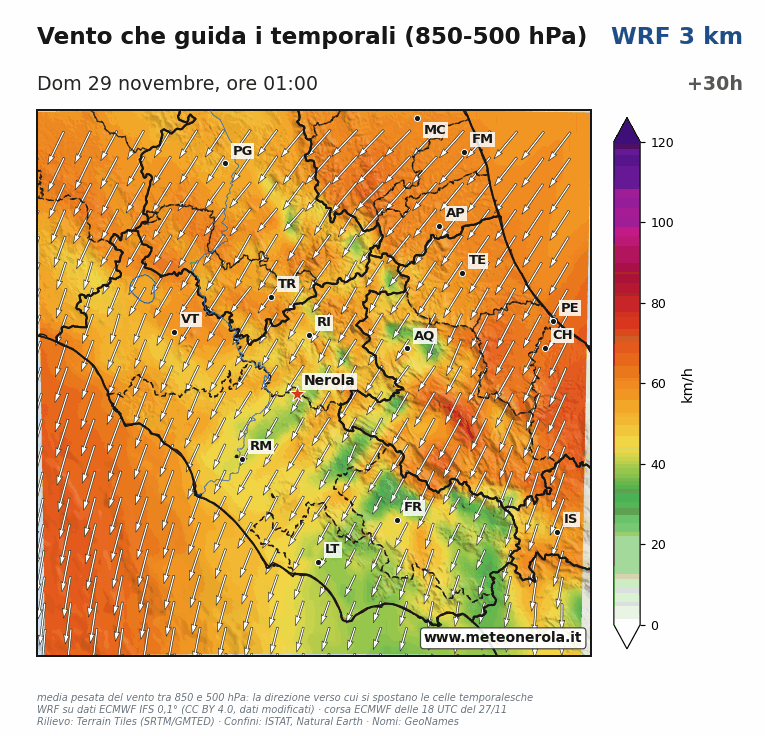 Vento che guida i temporali (850-500 hPa) WRF 3 km
Dom 29 novembre, ore 01:00 +30h
MC
FM
PG
AP
TE
TR
PE
VT
RI
AQ
CH
Nerola
RM
FR
IS
LT
www.meteonerola.it
120
100
80
60
40
20
0
km/h
media pesata del vento tra 850 e 500 hPa: la direzione verso cui si spostano le celle temporalesche
WRF su dati ECMWF IFS 0,1° (CC BY 4.0, dati modificati) · corsa ECMWF delle 18 UTC del 27/11
Rilievo: Terrain Tiles (SRTM/GMTED) · Confini: ISTAT, Natural Earth · Nomi: GeoNames